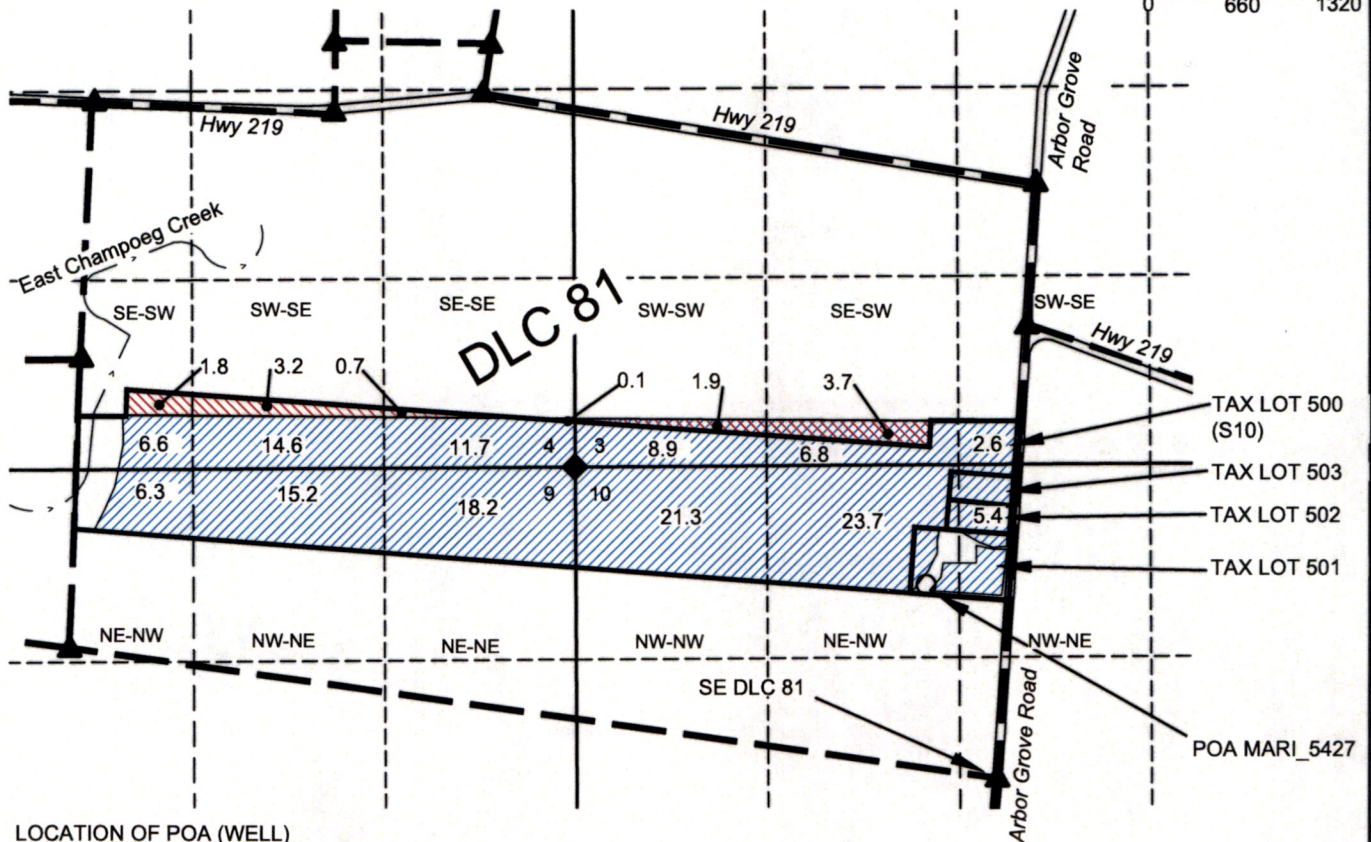 0 660 1320
Arbor Grove
Road
Hwy 219
Hwy 219
East Champoeg Creek
SE-SW
SW-SE
SE-SE
DLC 81
SW-SW
SE-SW
SW-SE
Hwy 219
1.8
3.2
0.7
0.1
1.9
3.7
TAX LOT 500
(S10)
6.6
14.6
11.7
4
3
8.9
6.8
2.6
TAX LOT 503
6.3
15.2
18.2
9
10
21.3
23.7
5.4
TAX LOT 502
TAX LOT 501
NE-NW
NW-NE
NE-NE
NW-NW
NE-NW
NW-NE
SE DLC 81
Arbor Grove Road
POA MARI_5427
LOCATION OF POA (WELL)